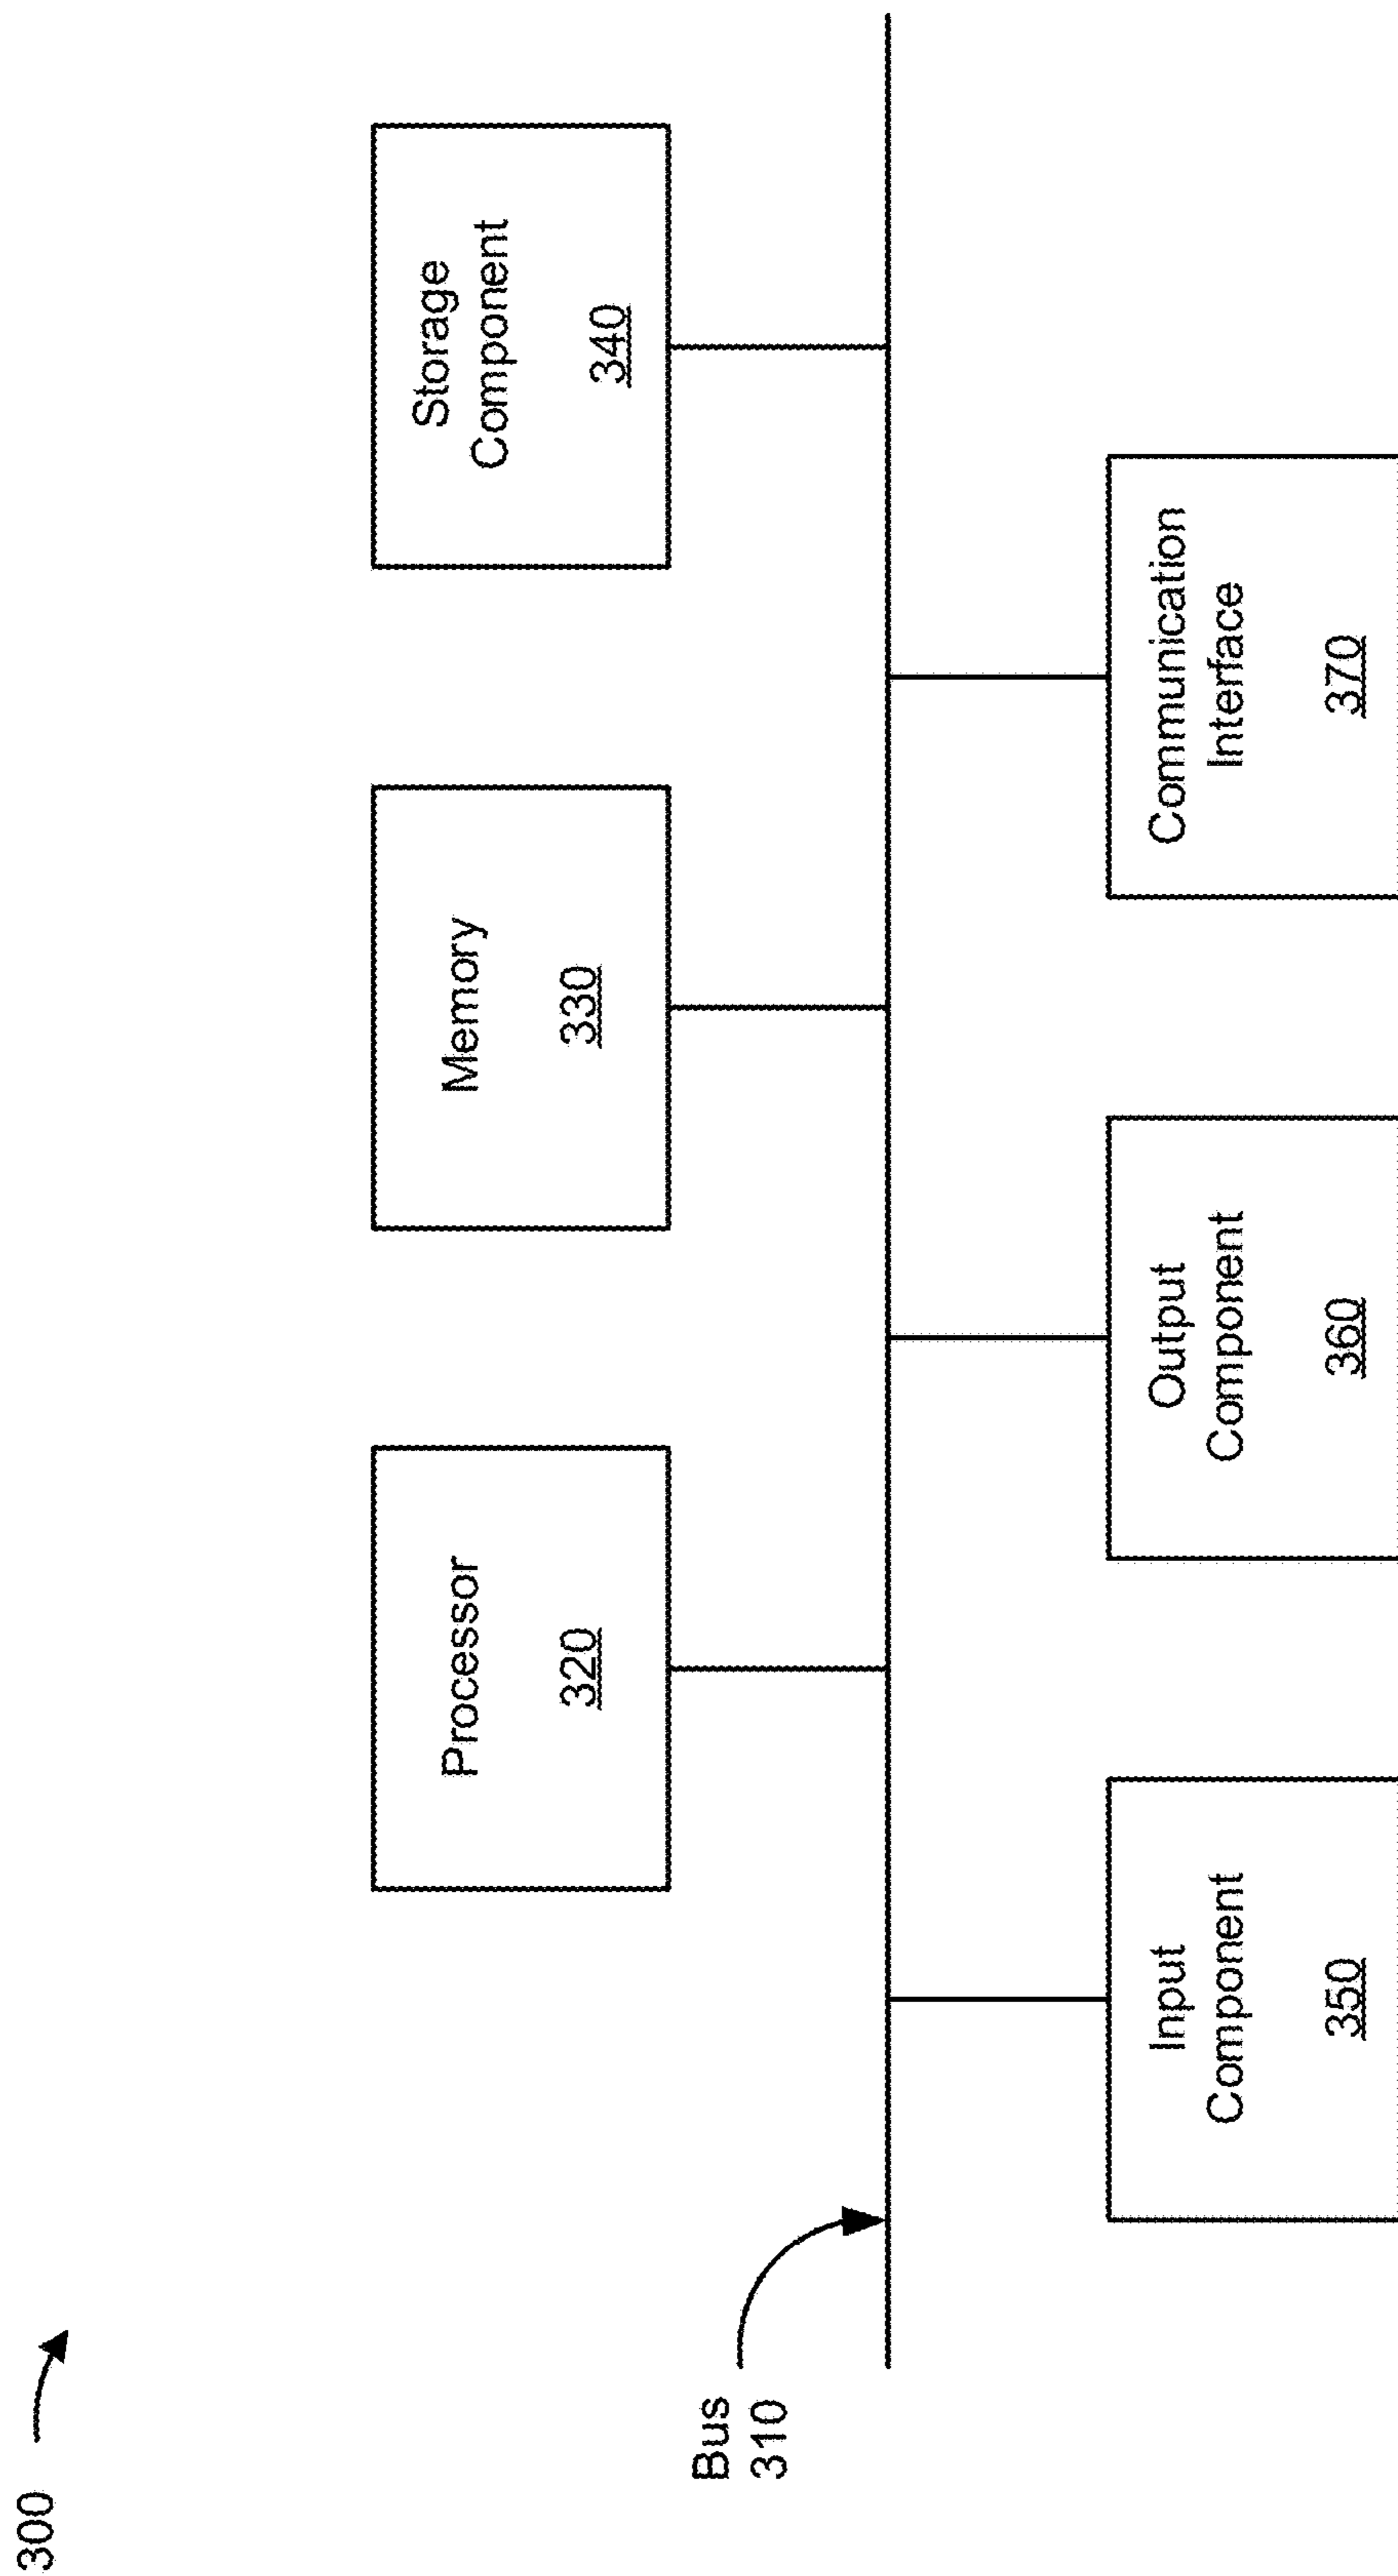 300
Bus
310
Processor
320
Memory
330
Storage
Component
340
Input
Component
350
Output
Component
360
Communication
Interface
370